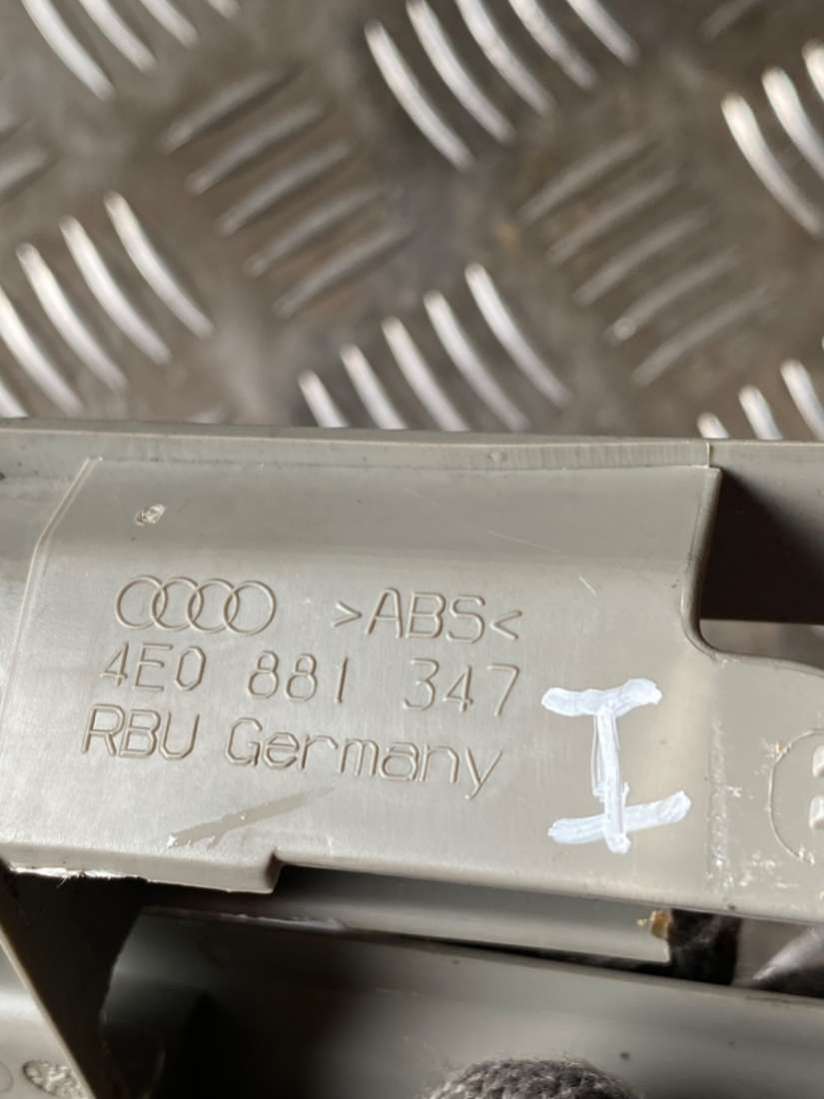 >ABS<
4E0 881 347
RBU Germany
I